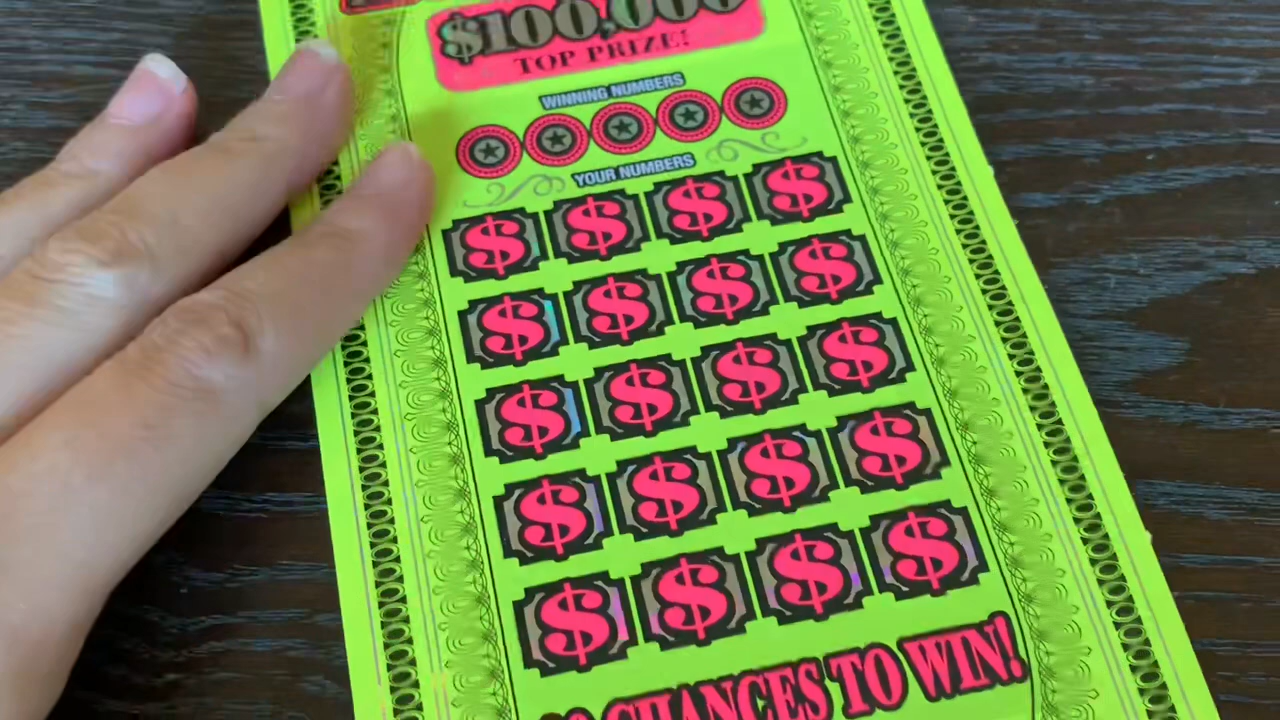 $100,000
TOP PRIZE!
WINNING NUMBERS
YOUR NUMBERS
$ $ $ $
$ $ $ $
$ $ $ $
$ $ $ $
$ $ $ $
CHANCES TO WIN!